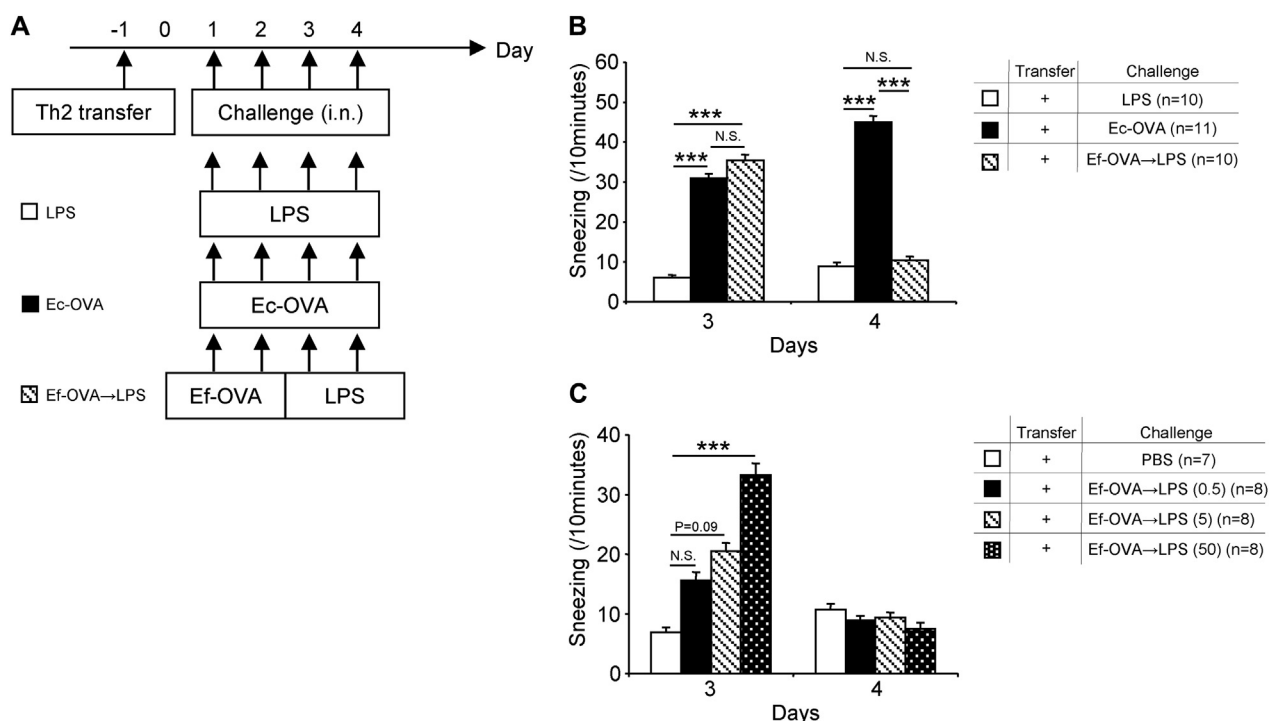 A
-1 0 1 2 3 4
Day
Th2 transfer
Challenge (i.n.)
LPS
LPS
Ec-OVA
Ec-OVA
Ef-OVA→LPS
Ef-OVA
LPS
B
Sneezing (/10minutes)
60
50
40
30
20
10
0
***
N.S.
***
N.S.
***
***
3
4
Days
Transfer Challenge
+ LPS (n=10)
+ Ec-OVA (n=11)
+ Ef-OVA→LPS (n=10)
C
Sneezing (/10minutes)
40
30
20
10
0
***
P=0.09
N.S.
3
4
Days
Transfer Challenge
+ PBS (n=7)
+ Ef-OVA→LPS (0.5) (n=8)
+ Ef-OVA→LPS (5) (n=8)
+ Ef-OVA→LPS (50) (n=8)